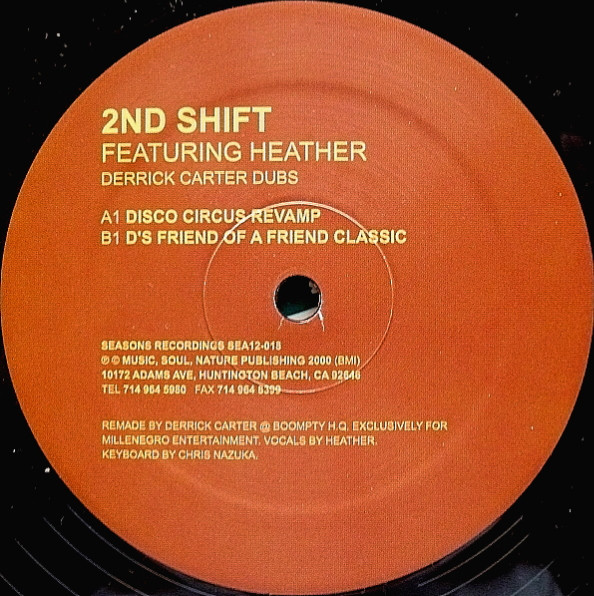 2ND SHIFT
FEATURING HEATHER
DERRICK CARTER DUBS
A1 DISCO CIRCUS REVAMP
B1 D'S FRIEND OF A FRIEND CLASSIC
SEASONS RECORDINGS SEA12-018
℗ © MUSIC, SOUL, NATURE PUBLISHING 2000 (BMI)
10172 ADAMS AVE, HUNTINGTON BEACH, CA 92646
TEL 714 964 5980 FAX 714 964 8399
REMADE BY DERRICK CARTER @ BOOMPTY H.Q. EXCLUSIVELY FOR
MILLENEGRO ENTERTAINMENT. VOCALS BY HEATHER.
KEYBOARD BY CHRIS NAZUKA.